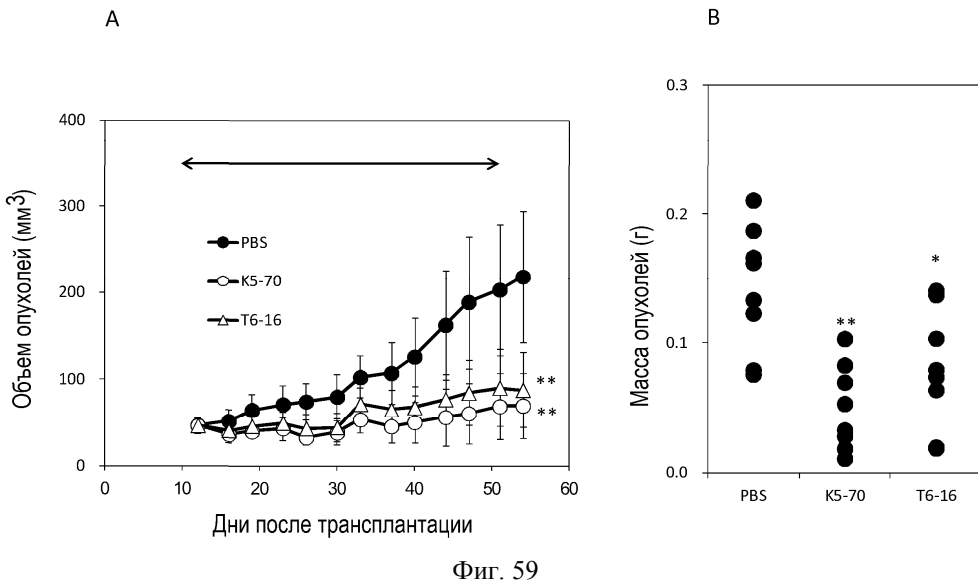 A
Объем опухолей (мм³)
400
300
200
100
0
PBS
K5-70
T6-16
**
**
0
10
20
30
40
50
60
Дни после трансплантации
B
Масса опухолей (г)
0.3
0.2
0.1
0.0
**
*
PBS
K5-70
T6-16
Фиг. 59